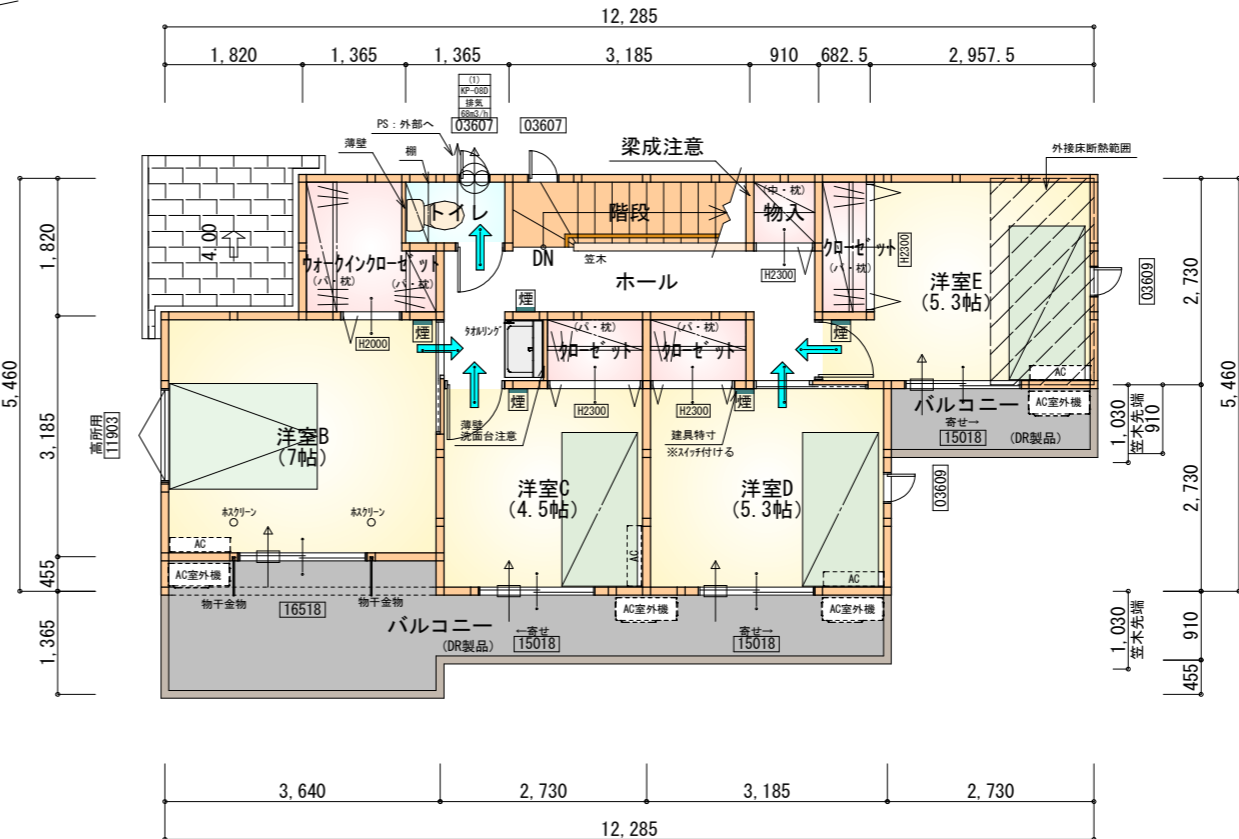 12,285
1,820
1,365
1,365
3,185
910
682.5
2,957.5
(1)
KP-08D
排気
68m3/h
PS：外部へ
03607
03607
薄壁
棚
梁成注意
外接床断熱範囲
トイレ
階段
(中・枕)
物入
4.00
ウォークインクローゼット
(パ・枕)
(パ・枕)
DN
笠木
ホール
H2300
クローゼット
(パ・枕)
H2300
洋室E
(5.3帖)
03609
1,820
2,730
5,460
5,460
煙
煙
H2000
タオルリング
(パ・枕)
クローゼット
(パ・枕)
クローゼット
煙
AC
煙
H2300
H2300
煙
バルコニー
AC室外機
寄せ→
15018
(DR製品)
1,030
笠木先端
910
3,185
高所用
11903
洋室B
(7帖)
薄壁
洗面台注意
建具特寸
※スイッチ付ける
洋室C
(4.5帖)
洋室D
(5.3帖)
03609
2,730
ホスクリーン
ホスクリーン
AC
AC
AC
455
AC室外機
物干金物
物干金物
16518
バルコニー
(DR製品)
←寄せ
15018
AC室外機
寄せ→
15018
AC室外機
1,365
1,030
笠木先端
910
455
3,640
2,730
3,185
2,730
12,285